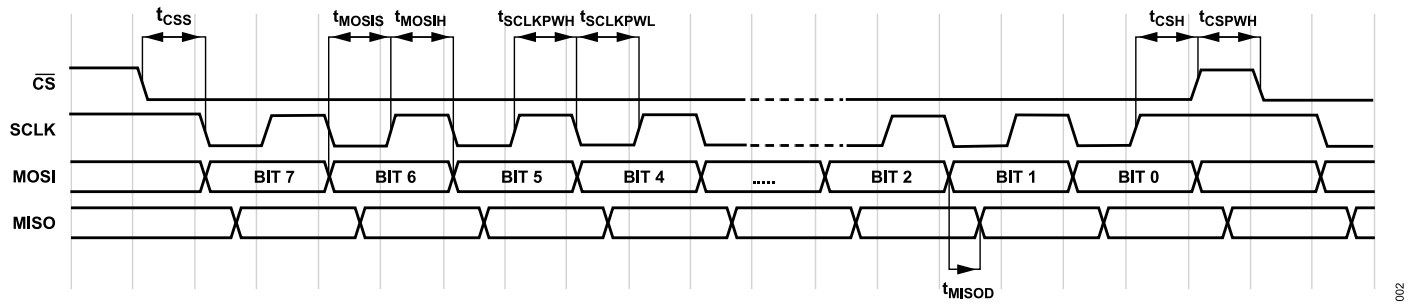 tCSS tMOSIS tMOSIH tSCLKPWH tSCLKPWL tCSH tCSPWH
CS
SCLK
MOSI BIT 7 BIT 6 BIT 5 BIT 4 ..... BIT 2 BIT 1 BIT 0
MISO
tMISOD
002